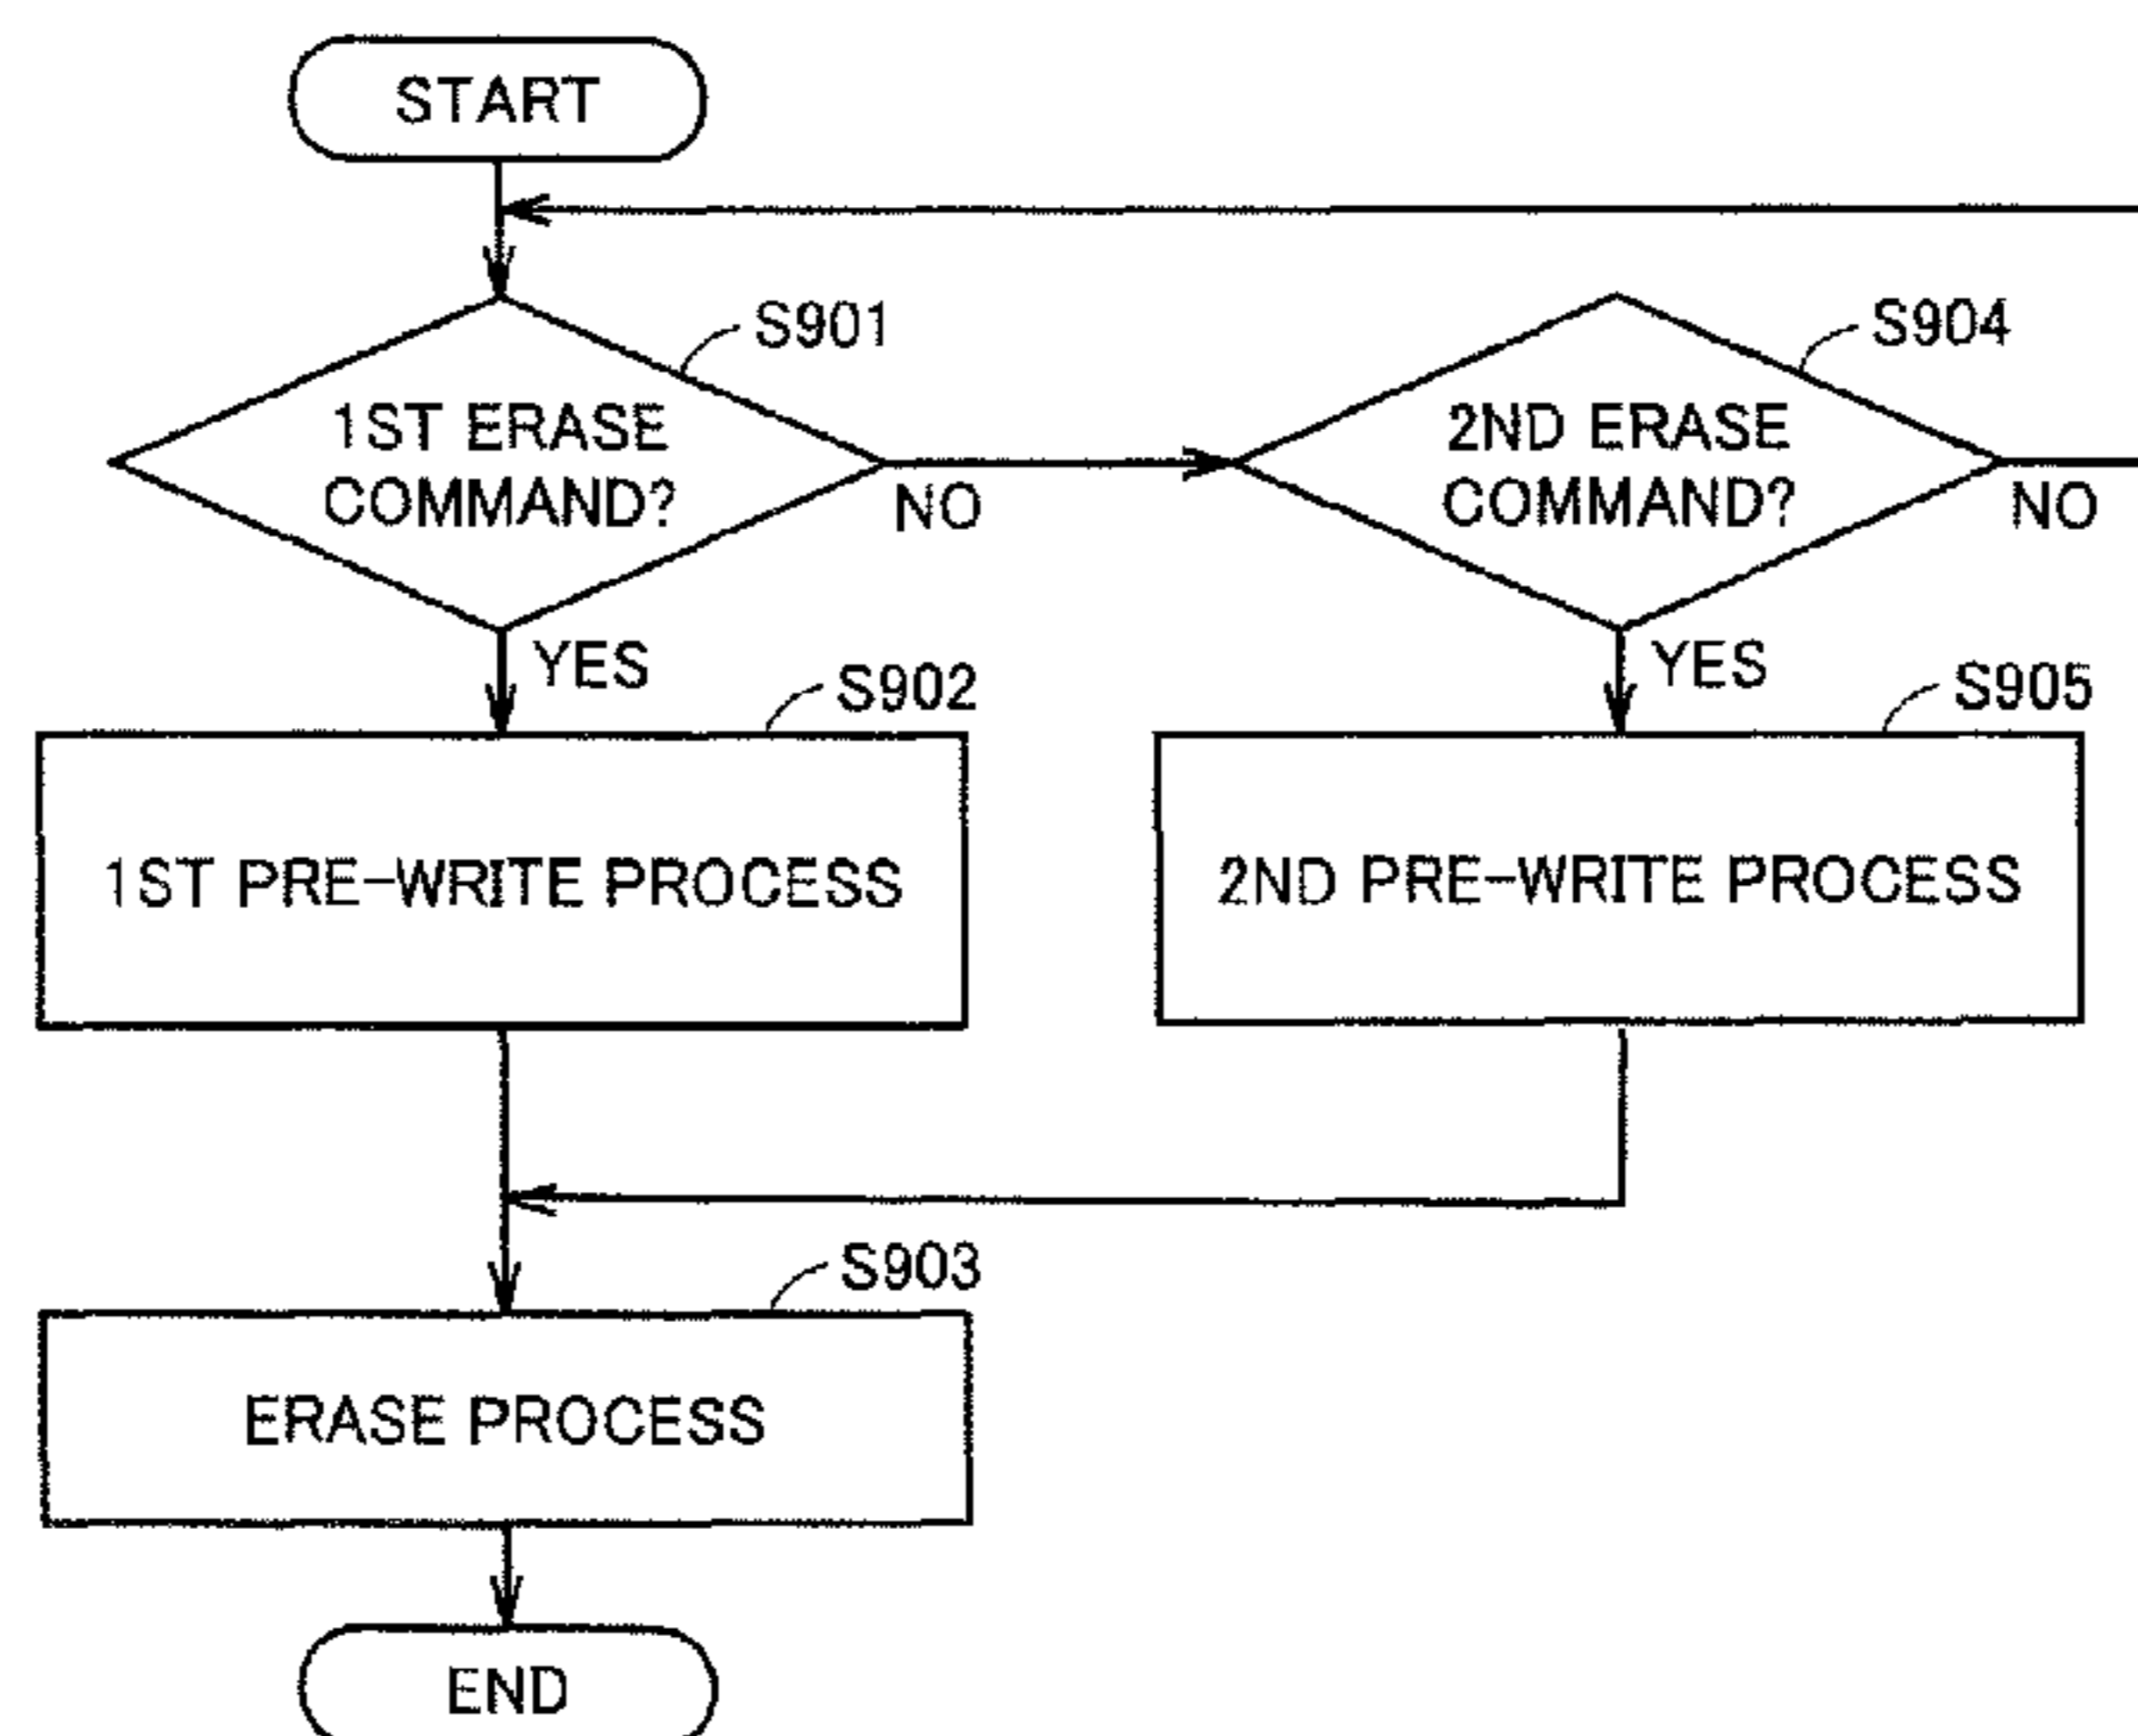 START
S901
S904
1ST ERASE
COMMAND?
2ND ERASE
COMMAND?
NO
NO
YES
S902
YES
S905
1ST PRE-WRITE PROCESS
2ND PRE-WRITE PROCESS
S903
ERASE PROCESS
END